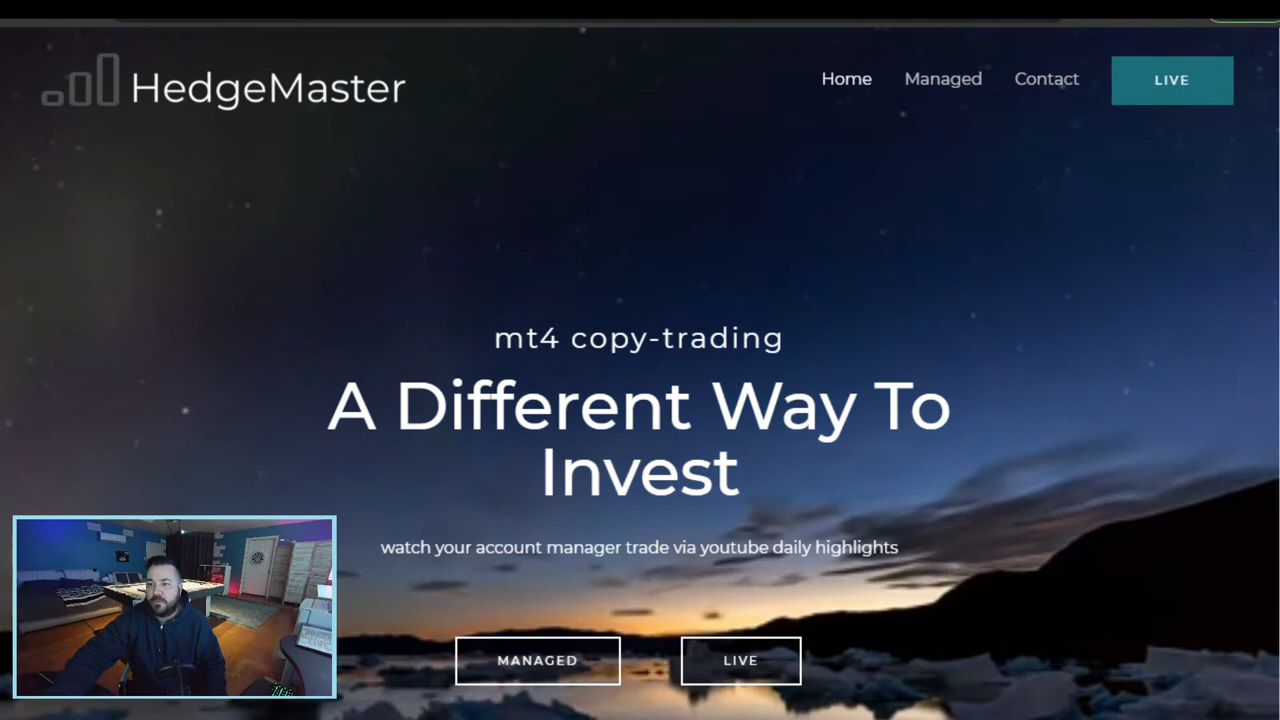 HedgeMaster
Home Managed Contact LIVE
mt4 copy-trading
A Different Way To
Invest
watch your account manager trade via youtube daily highlights
MANAGED LIVE